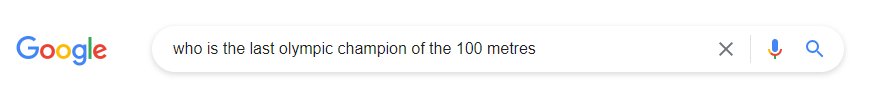 Google
who is the last olympic champion of the 100 metres